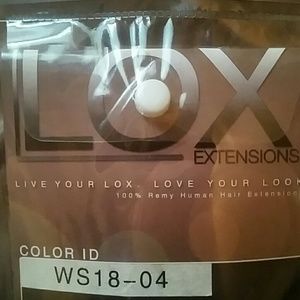 LOX
EXTENSIONS
LIVE YOUR LOX. LOVE YOUR LOOK
100% Remy Human Hair Extension
COLOR ID
WS18-04